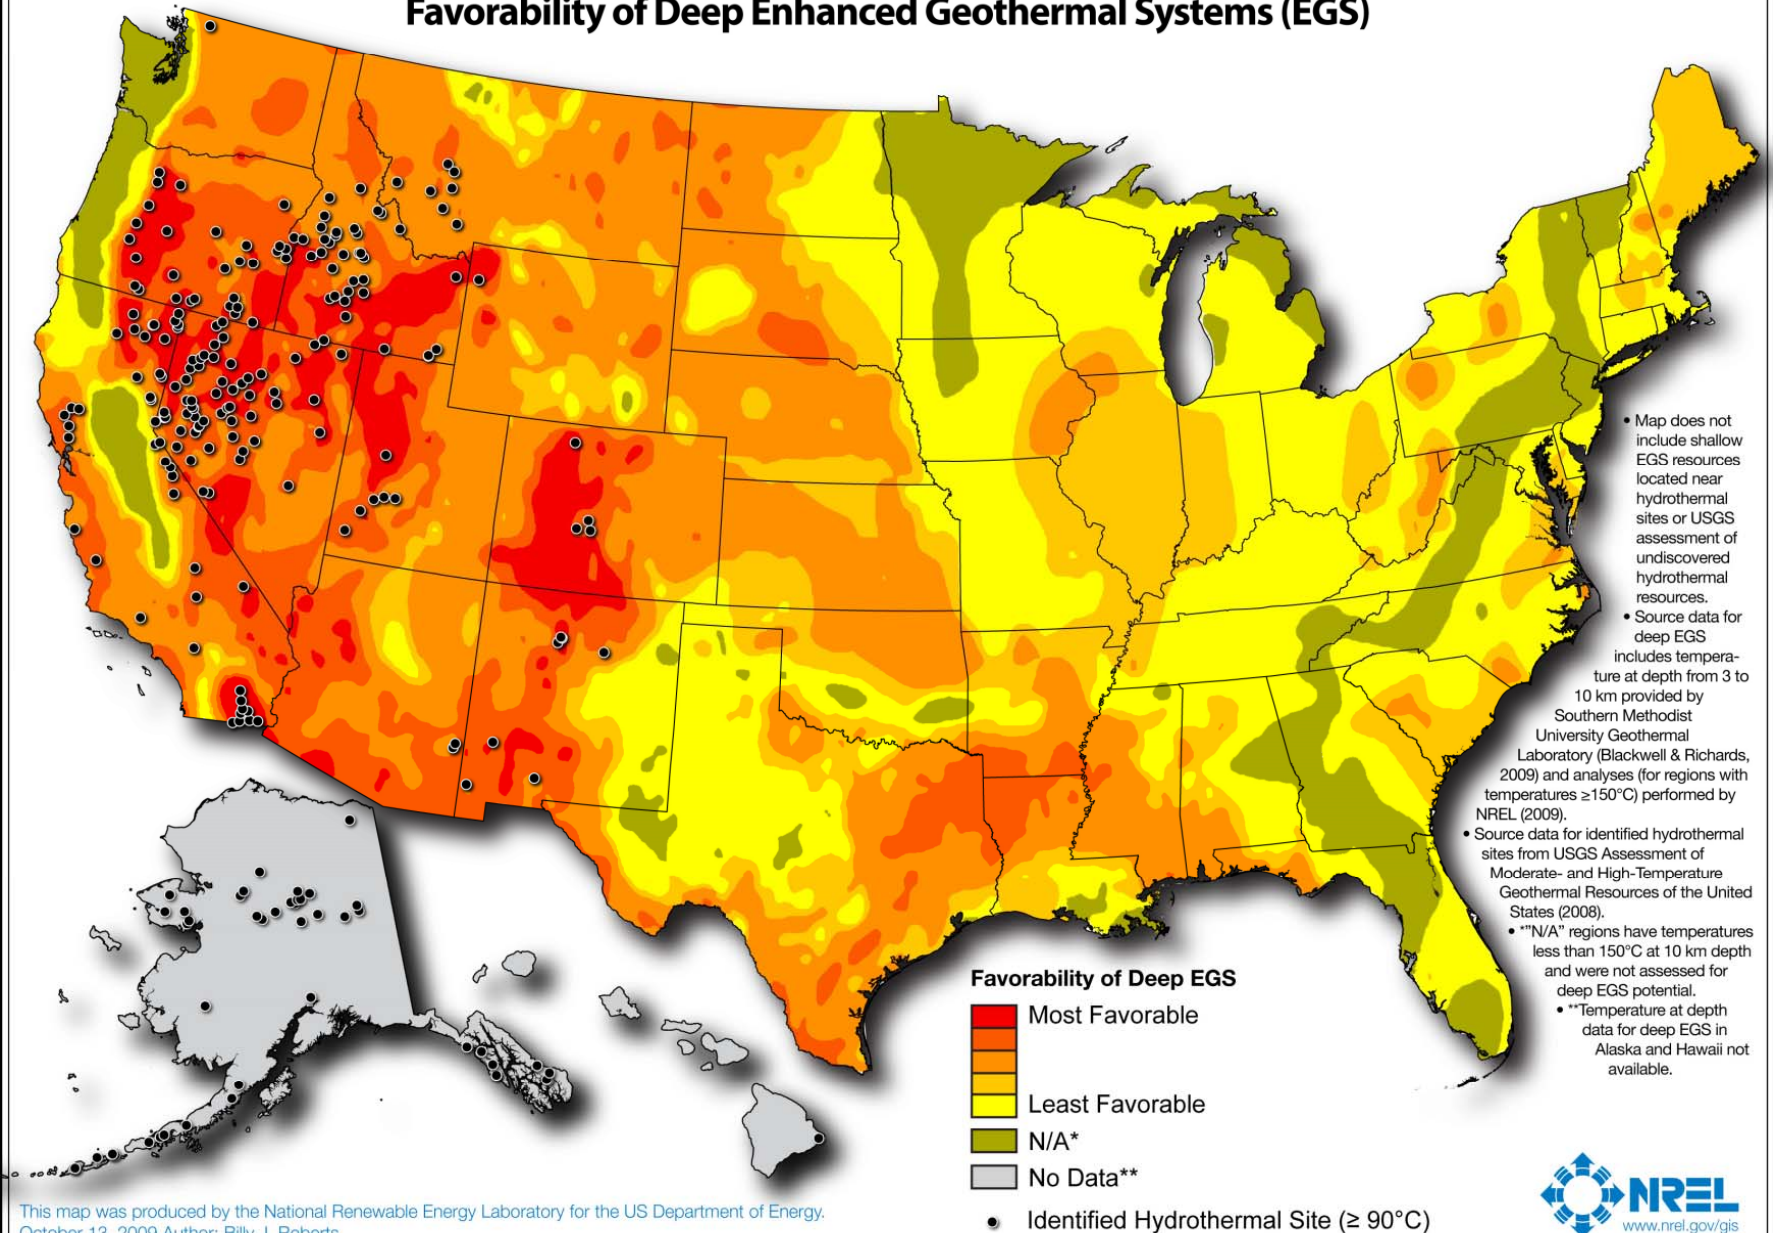 Favorability of Deep Enhanced Geothermal Systems (EGS)
• Map does not
include shallow
EGS resources
located near
hydrothermal
sites or USGS
assessment of
undiscovered
hydrothermal
resources.
• Source data for
deep EGS
includes tempera-
ture at depth from 3 to
10 km provided by
Southern Methodist
University Geothermal
Laboratory (Blackwell & Richards,
2009) and analyses (for regions with
temperatures ≥150°C) performed by
NREL (2009).
• Source data for identified hydrothermal
sites from USGS Assessment of
Moderate- and High-Temperature
Geothermal Resources of the United
States (2008).
• *"N/A" regions have temperatures
less than 150°C at 10 km depth
and were not assessed for
deep EGS potential.
• **Temperature at depth
data for deep EGS in
Alaska and Hawaii not
available.
Favorability of Deep EGS
Most Favorable
Least Favorable
N/A*
No Data**
Identified Hydrothermal Site (≥ 90°C)
This map was produced by the National Renewable Energy Laboratory for the US Department of Energy.
October 13, 2009 Author: Billy J. Roberts
NREL
www.nrel.gov/gis